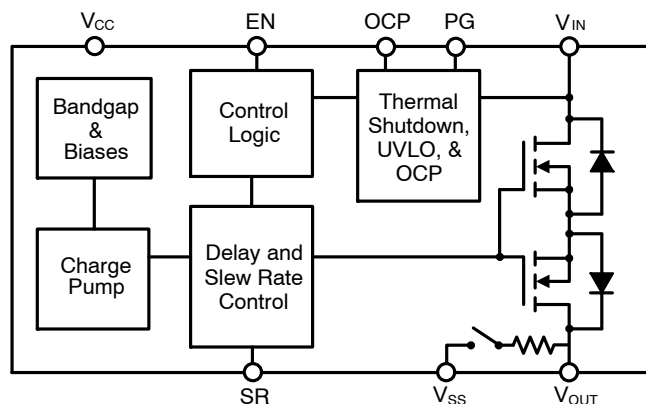 VCC
EN
OCP
PG
VIN
Bandgap
&
Biases
Control
Logic
Thermal
Shutdown,
UVLO, &
OCP
Charge
Pump
Delay and
Slew Rate
Control
SR
VSS
VOUT